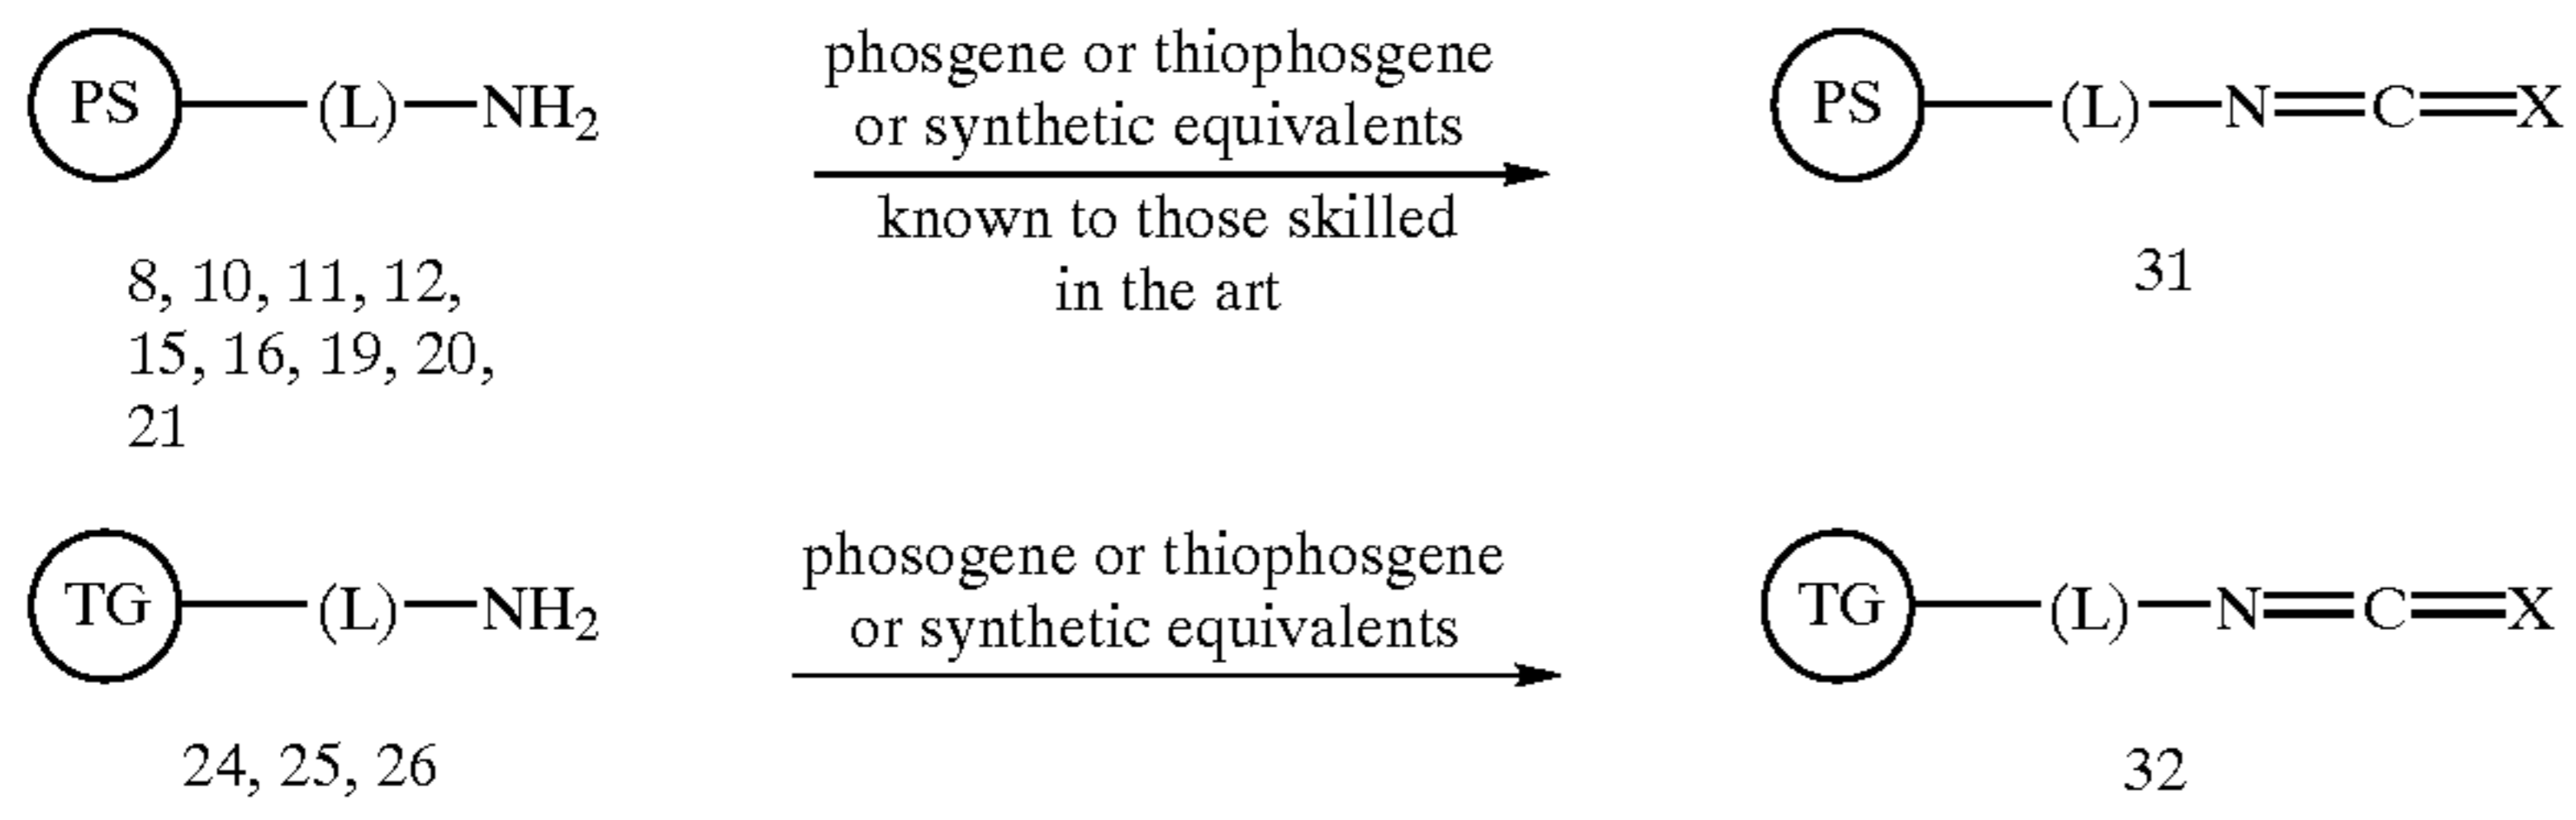 PS—(L)—NH₂
phosgene or thiophosgene
or synthetic equivalents
known to those skilled
in the art
PS—(L)—N=C=X
8, 10, 11, 12,
15, 16, 19, 20,
21
31
TG—(L)—NH₂
phosogene or thiophosgene
or synthetic equivalents
TG—(L)—N=C=X
24, 25, 26
32